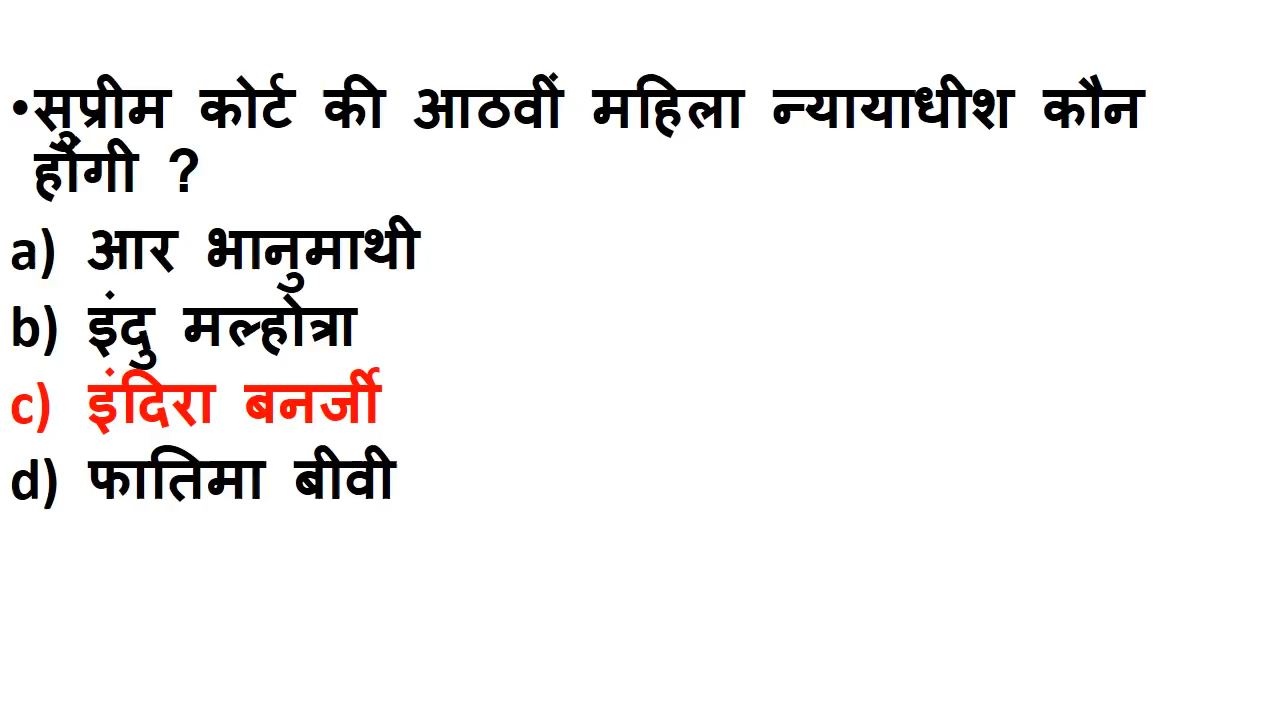 •सुप्रीम कोर्ट की आठवीं महिला न्यायाधीश कौन
होंगी ?
a) आर भानुमाथी
b) इंदु मल्होत्रा
c) इंदिरा बनर्जी
d) फातिमा बीवी